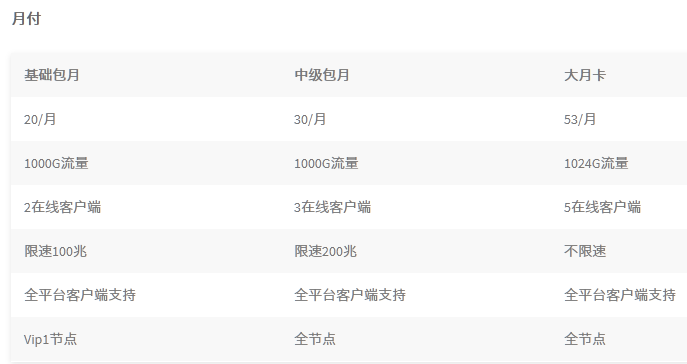 月付
基础包月 中级包月 大月卡
20/月 30/月 53/月
1000G流量 1000G流量 1024G流量
2在线客户端 3在线客户端 5在线客户端
限速100兆 限速200兆 不限速
全平台客户端支持 全平台客户端支持 全平台客户端支持
Vip1节点 全节点 全节点